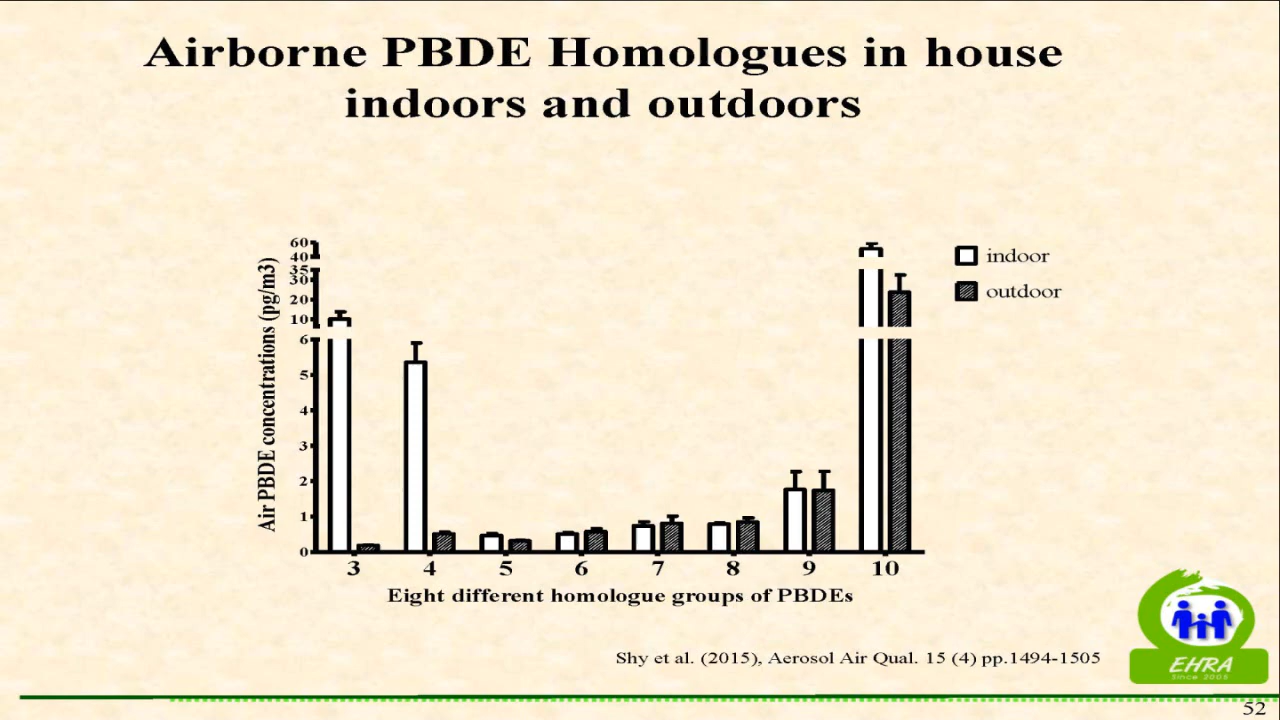 Airborne PBDE Homologues in house
indoors and outdoors
Air PBDE concentrations (pg/m3)
60
40
35
30
20
10
6
5
4
3
2
1
0
indoor
outdoor
3 4 5 6 7 8 9 10
Eight different homologue groups of PBDEs
Shy et al. (2015), Aerosol Air Qual. 15 (4) pp.1494-1505
EHRA
Since 2005
52